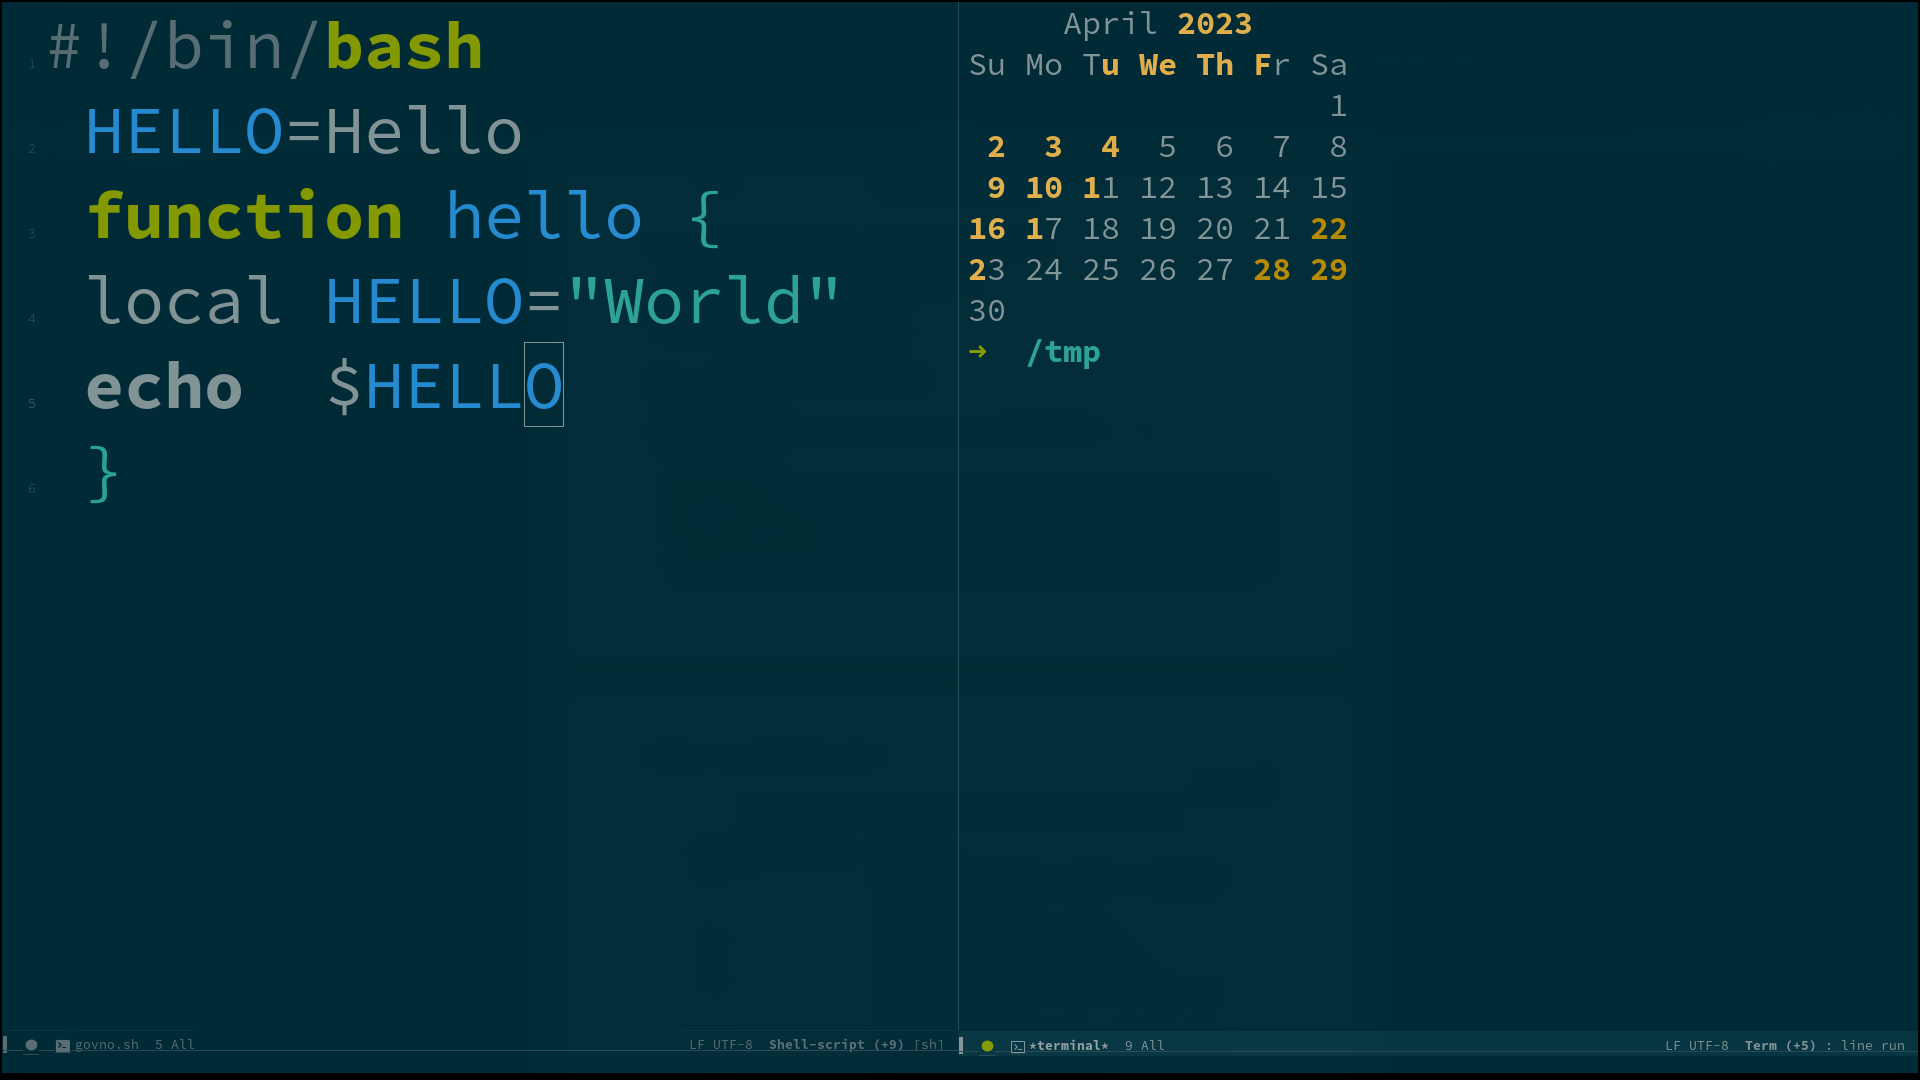 1 #!/bin/bash
2 HELLO=Hello
3 function hello {
4 local HELLO="World"
5 echo  $HELLO
6 }
govno.sh  5 All
LF UTF-8  Shell-script (+9) [sh]
April 2023
Su Mo Tu We Th Fr Sa
1
2  3  4  5  6  7  8
9 10 11 12 13 14 15
16 17 18 19 20 21 22
23 24 25 26 27 28 29
30
➜  /tmp
*terminal*  9 All
LF UTF-8  Term (+5) : line run